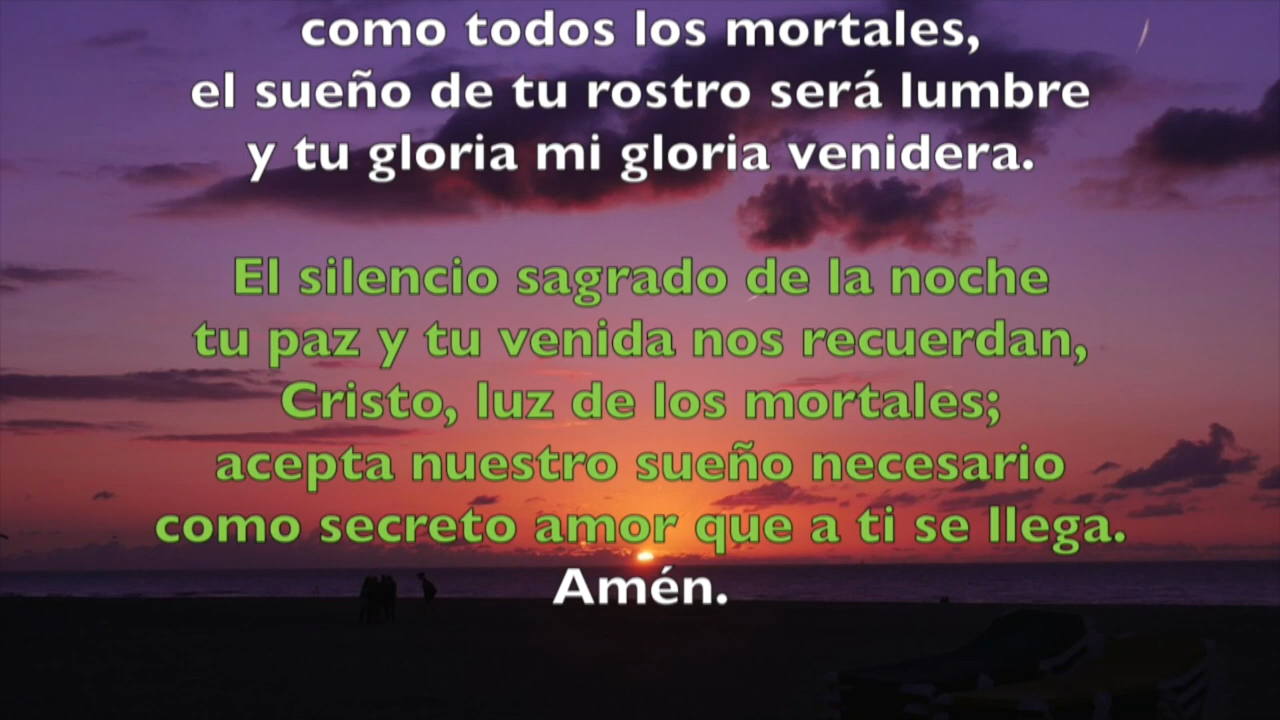 como todos los mortales,
el sueño de tu rostro será lumbre
y tu gloria mi gloria venidera.
El silencio sagrado de la noche
tu paz y tu venida nos recuerdan,
Cristo, luz de los mortales;
acepta nuestro sueño necesario
como secreto amor que a ti se llega.
Amén.